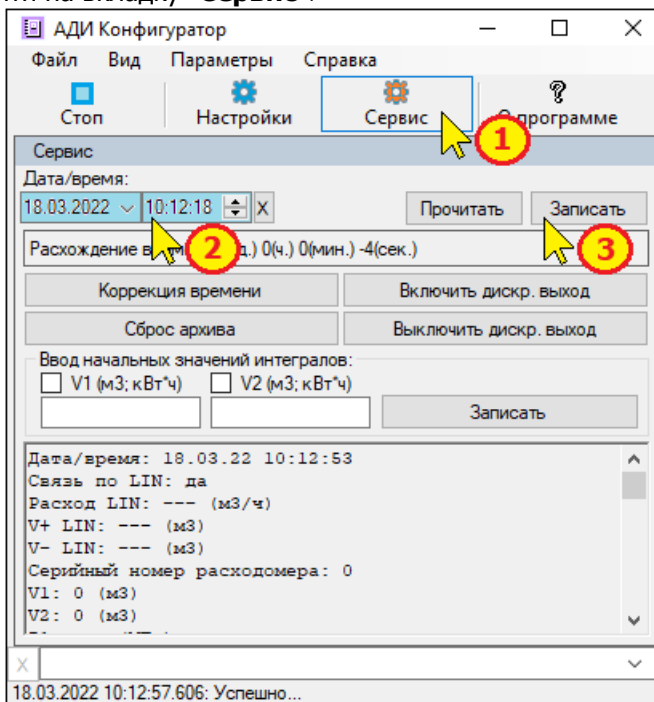 АДИ Конфигуратор
Файл Вид Параметры Справка
Стоп Настройки Сервис программе
1
Сервис
Дата/время:
18.03.2022 10:12:18 X Прочитать Записать
2 3
Расхождение 0(ч.) 0(мин.) -4(сек.)
Коррекция времени Включить дискр. выход
Сброс архива Выключить дискр. выход
Ввод начальных значений интегралов:
V1 (м3; кВт*ч) V2 (м3; кВт*ч)
Записать
Дата/время: 18.03.22 10:12:53
Связь по LIN: да
Расход LIN: --- (м3/ч)
V+ LIN: --- (м3)
V- LIN: --- (м3)
Серийный номер расходомера: 0
V1: 0 (м3)
V2: 0 (м3)
X
18.03.2022 10:12:57.606: Успешно...